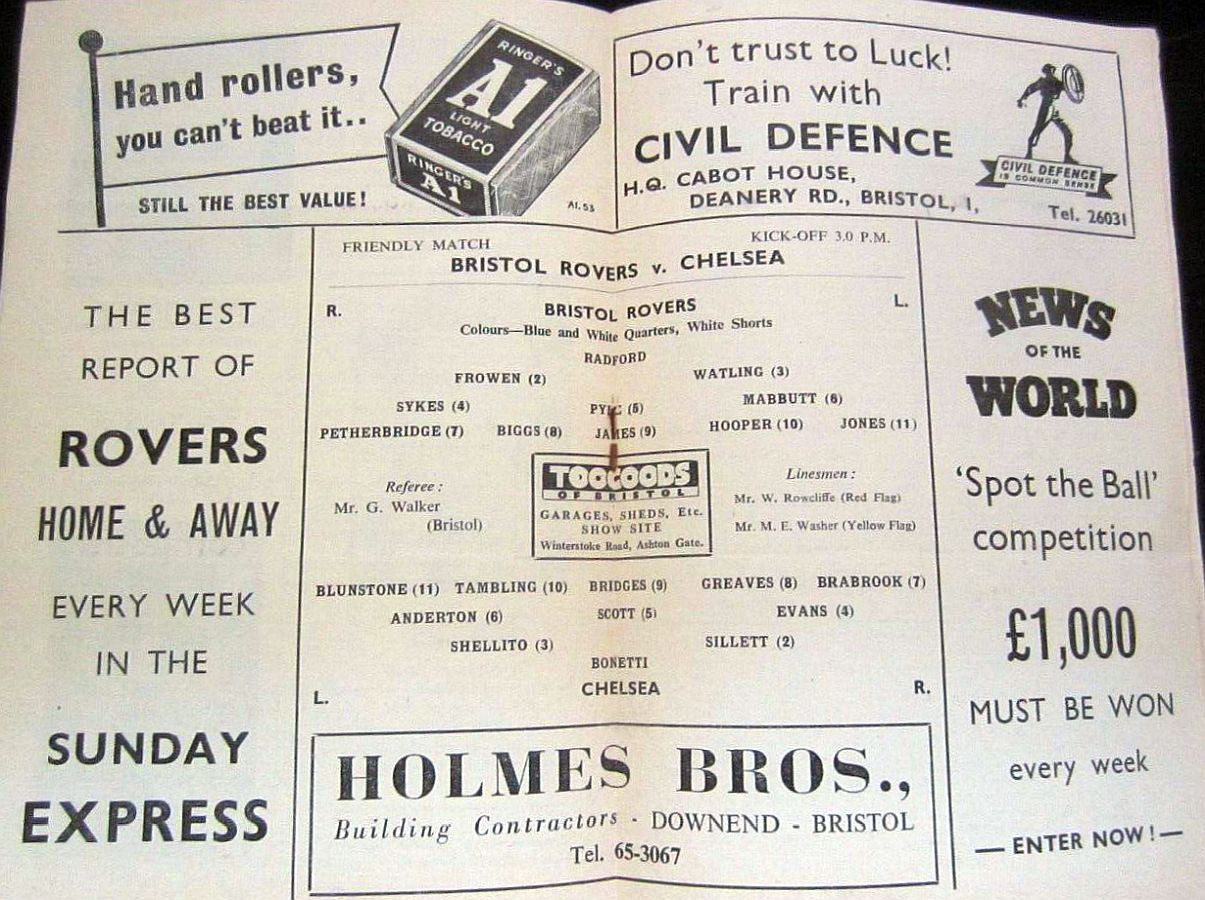 Hand rollers,
you can't beat it..
STILL THE BEST VALUE!
RINGER'S
A1
LIGHT
TOBACCO
RINGER'S
A1
A1.53
Don't trust to Luck!
Train with
CIVIL DEFENCE
H.Q. CABOT HOUSE,
DEANERY RD., BRISTOL, 1,
Tel. 26031
CIVIL DEFENCE
IS COMMON SENSE
THE BEST
REPORT OF
ROVERS
HOME & AWAY
EVERY WEEK
IN THE
SUNDAY
EXPRESS
FRIENDLY MATCH KICK-OFF 3.0 P.M.
BRISTOL ROVERS v. CHELSEA
R. BRISTOL ROVERS L.
Colours—Blue and White Quarters, White Shorts
RADFORD
FROWEN (2) WATLING (3)
SYKES (4) PYLE (5) MABBUTT (6)
PETHERBRIDGE (7) BIGGS (8) JAMES (9) HOOPER (10) JONES (11)
Referee :
Mr. G. Walker
(Bristol)
TOOGOODS
OF BRISTOL
GARAGES, SHEDS, Etc.
SHOW SITE
Winterstoke Road, Ashton Gate.
Linesmen :
Mr. W. Rowcliffe (Red Flag)
Mr. M. E. Washer (Yellow Flag)
BLUNSTONE (11) TAMBLING (10) BRIDGES (9) GREAVES (8) BRABROOK (7)
ANDERTON (6) SCOTT (5) EVANS (4)
SHELLITO (3) SILLETT (2)
BONETTI
L. CHELSEA R.
HOLMES BROS.,
Building Contractors - DOWNEND - BRISTOL
Tel. 65-3067
NEWS
OF THE
WORLD
'Spot the Ball'
competition
£1,000
MUST BE WON
every week
— ENTER NOW! —